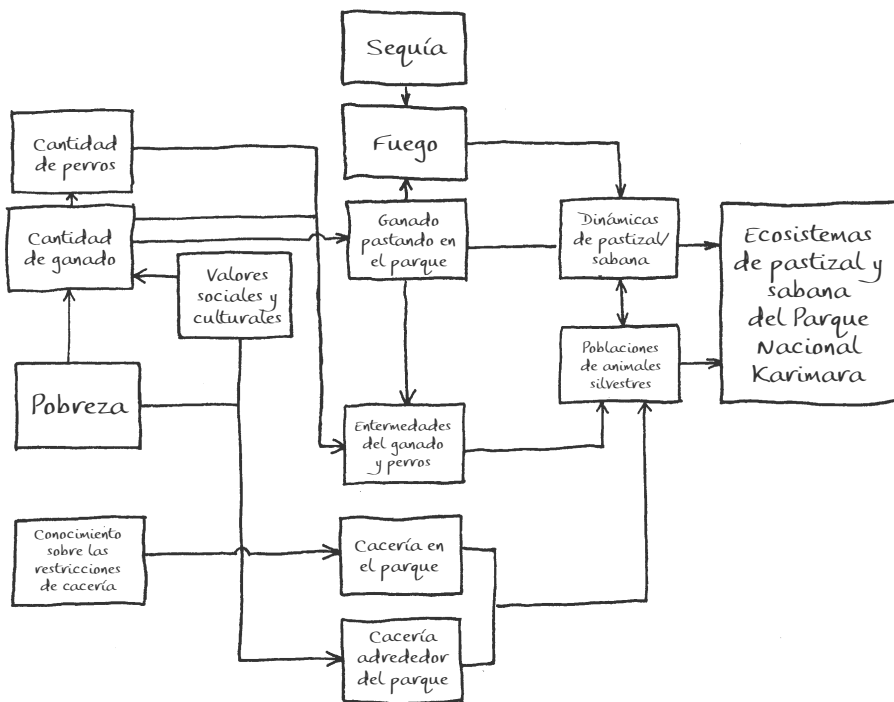 Sequía
Cantidad
de perros
Fuego
Cantidad
de ganado
Ganado
pastando en
el parque
Dinámicas
de pastizal/
sabana
Ecosistemas
de pastizal y
sabana
del Parque
Nacional
Karimara
Valores
sociales y
culturales
Pobreza
Poblaciones
de animales
silvestres
Entermedades
del ganado
y perros
Conocimiento
sobre las
restricciones
de cacería
Cacería en
el parque
Cacería
adrededor
del parque